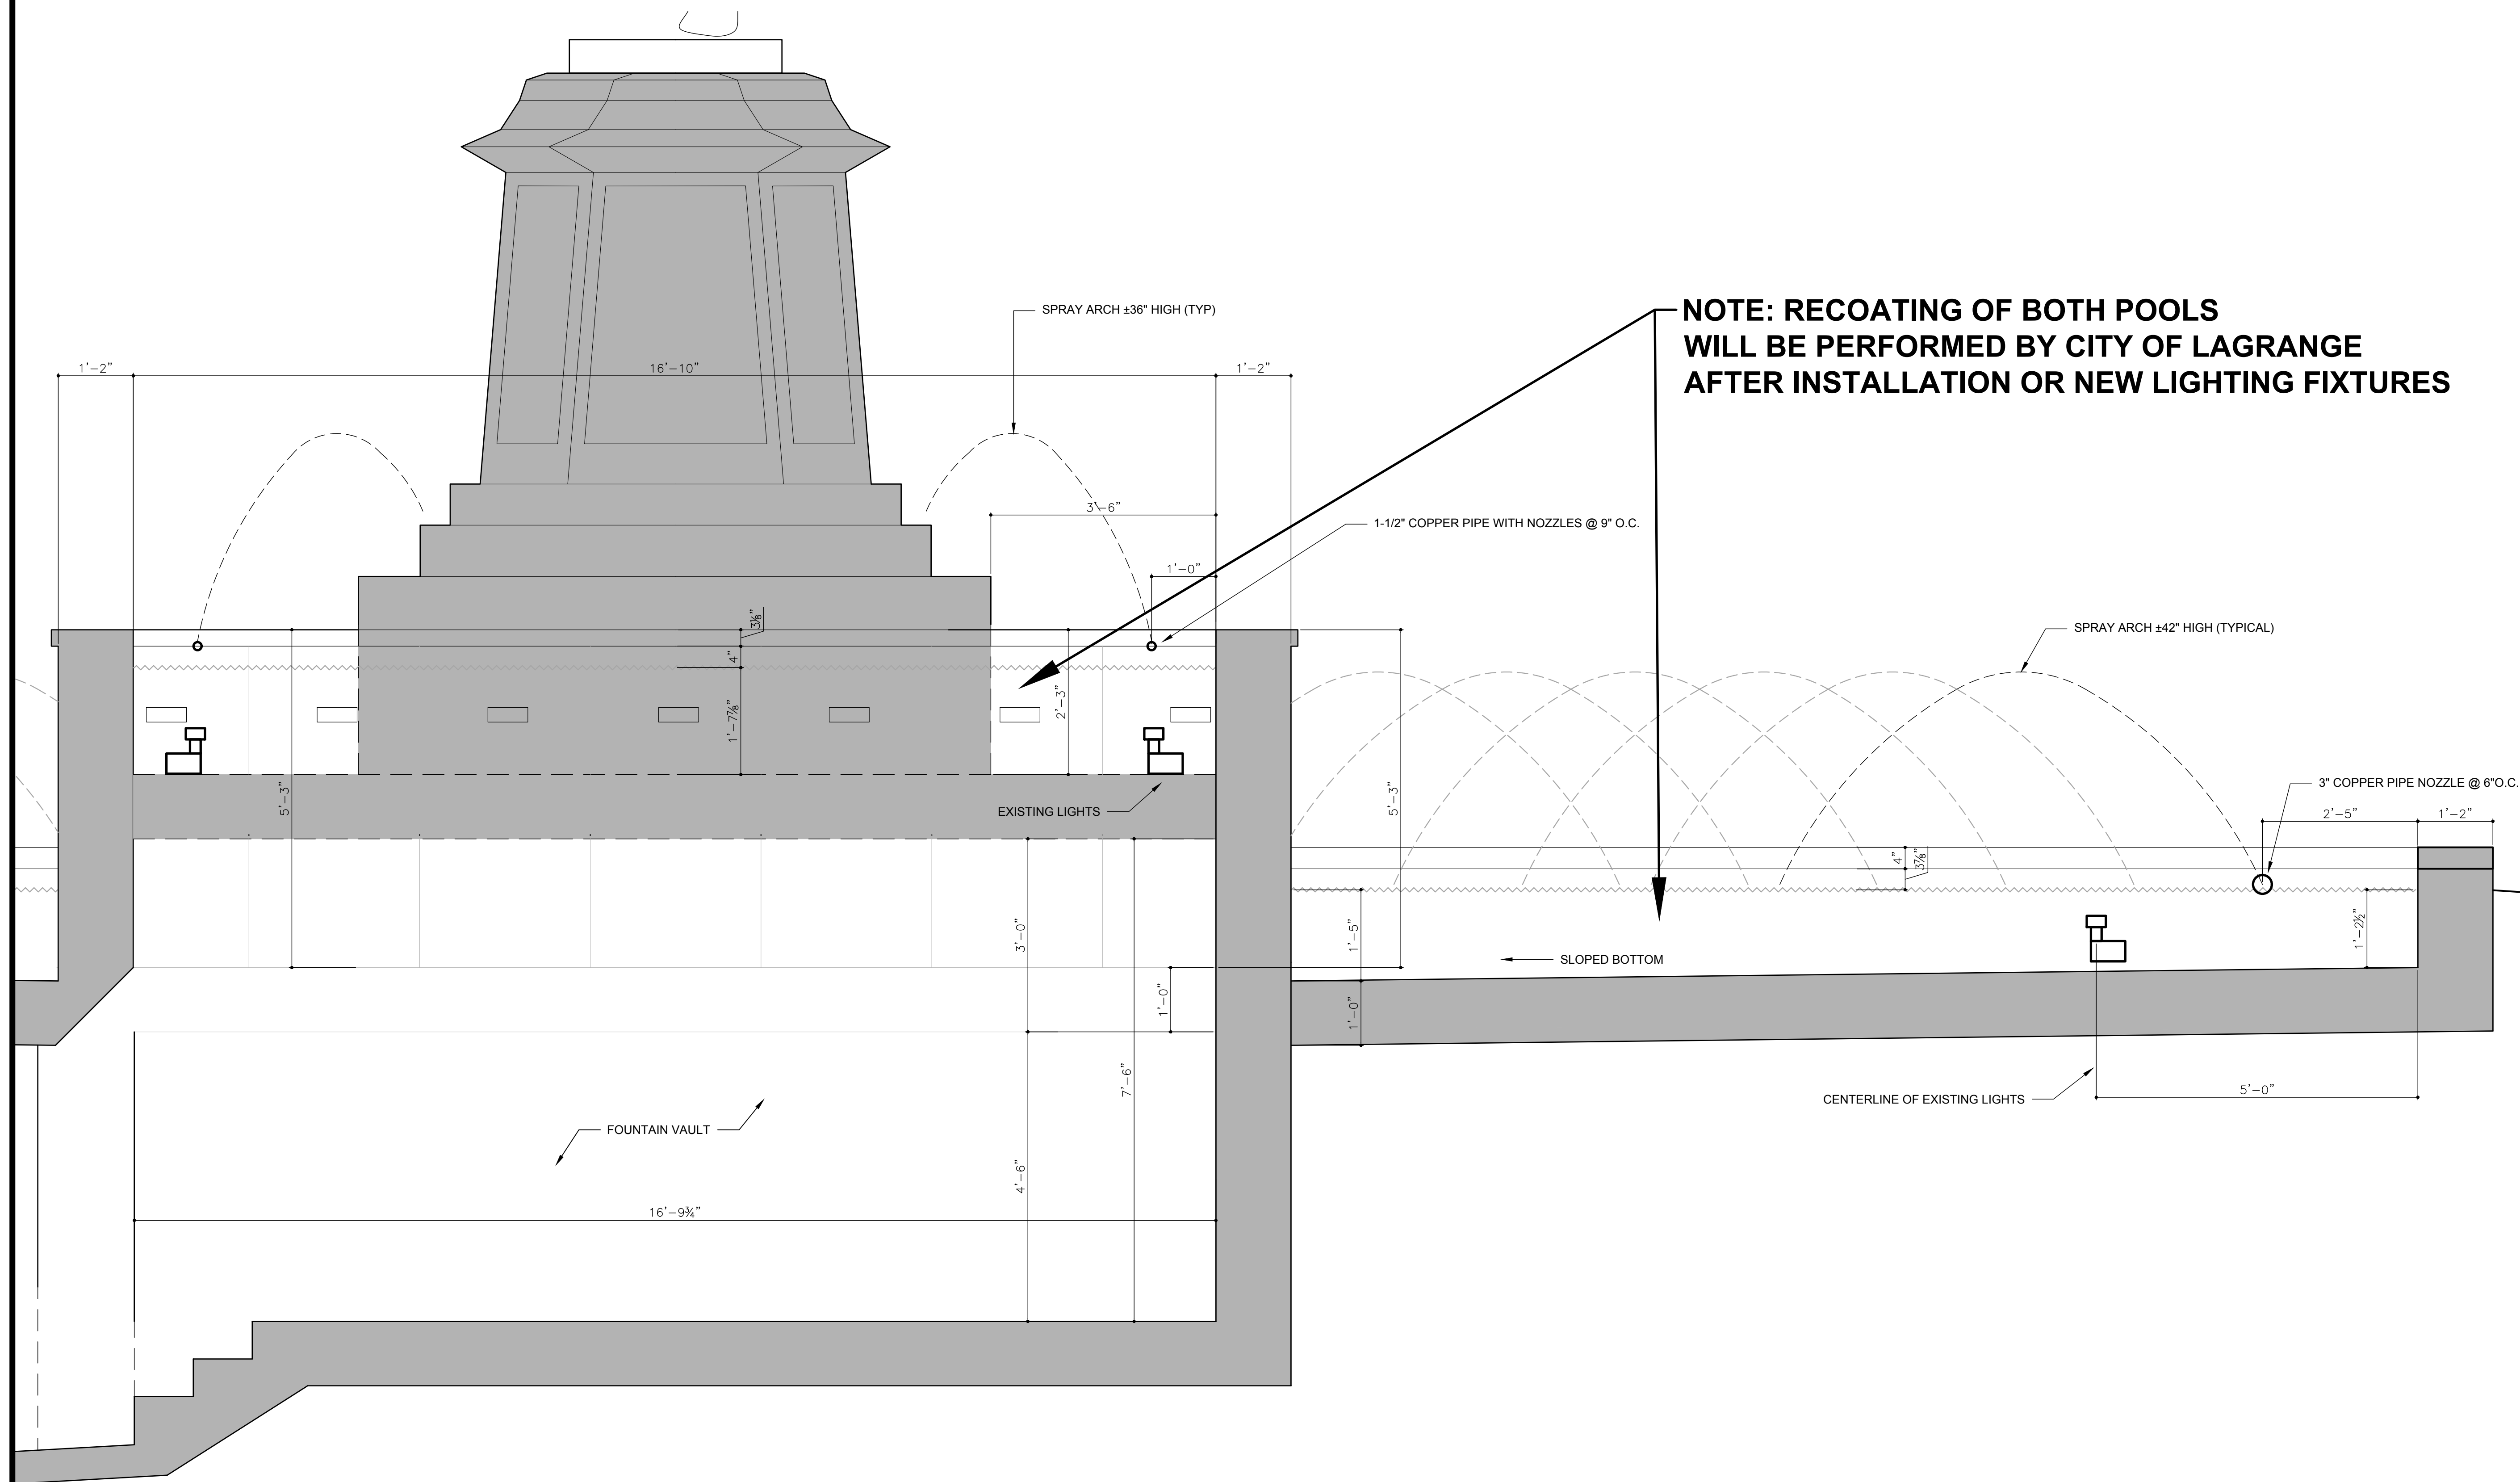 SPRAY ARCH ±36" HIGH (TYP)
NOTE: RECOATING OF BOTH POOLS
WILL BE PERFORMED BY CITY OF LAGRANGE
AFTER INSTALLATION OR NEW LIGHTING FIXTURES
1'-2"
16'-10"
1'-2"
3'-6"
1-1/2" COPPER PIPE WITH NOZZLES @ 9" O.C.
1'-0"
3⅛"
4"
1'-7⅞"
2'-3"
SPRAY ARCH ±42" HIGH (TYPICAL)
5'-3"
5'-3"
EXISTING LIGHTS
3" COPPER PIPE NOZZLE @ 6"O.C.
2'-5"
1'-2"
4"
3⅞"
3'-0"
1'-5"
1'-2½"
SLOPED BOTTOM
1'-0"
1'-0"
7'-6"
5'-0"
CENTERLINE OF EXISTING LIGHTS
FOUNTAIN VAULT
4'-6"
16'-9¾"